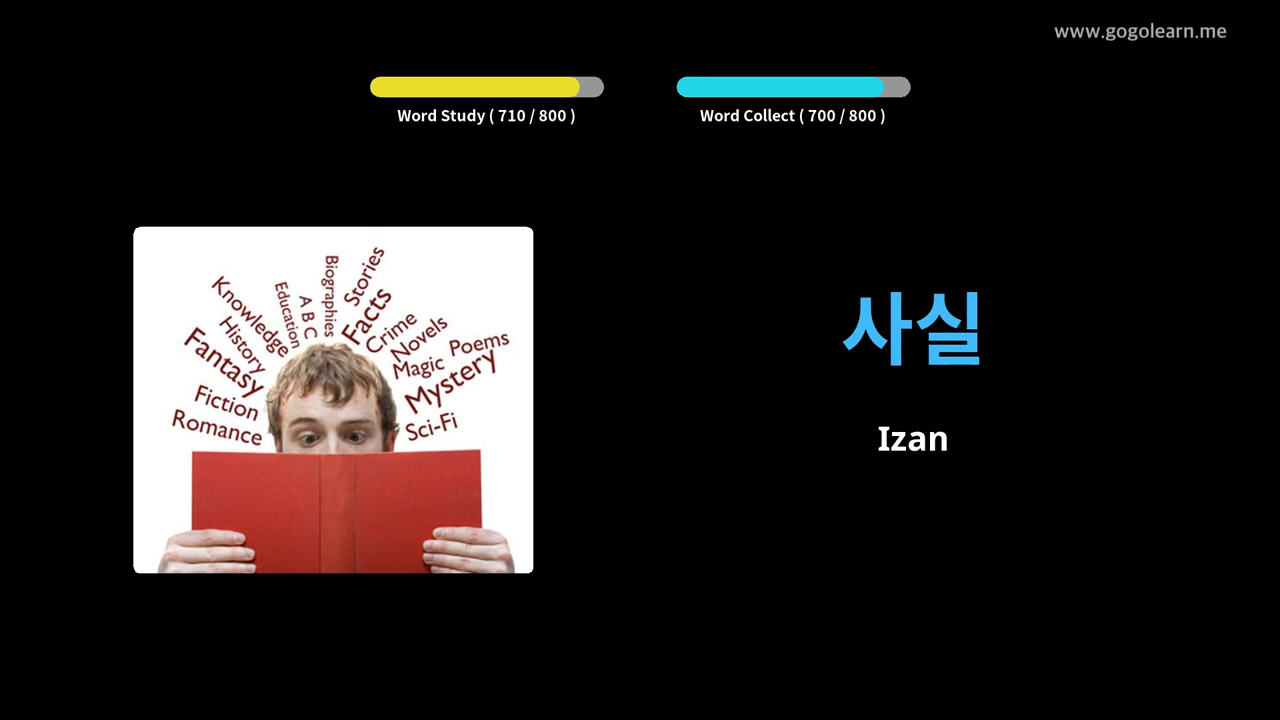 www.gogolearn.me
Word Study ( 710 / 800 )
Word Collect ( 700 / 800 )
Biographies
Stories
Education
A B C
Facts
Knowledge
Crime
History
Novels
Fantasy
Magic
Poems
Mystery
Fiction
Romance
Sci-Fi
사실
Izan